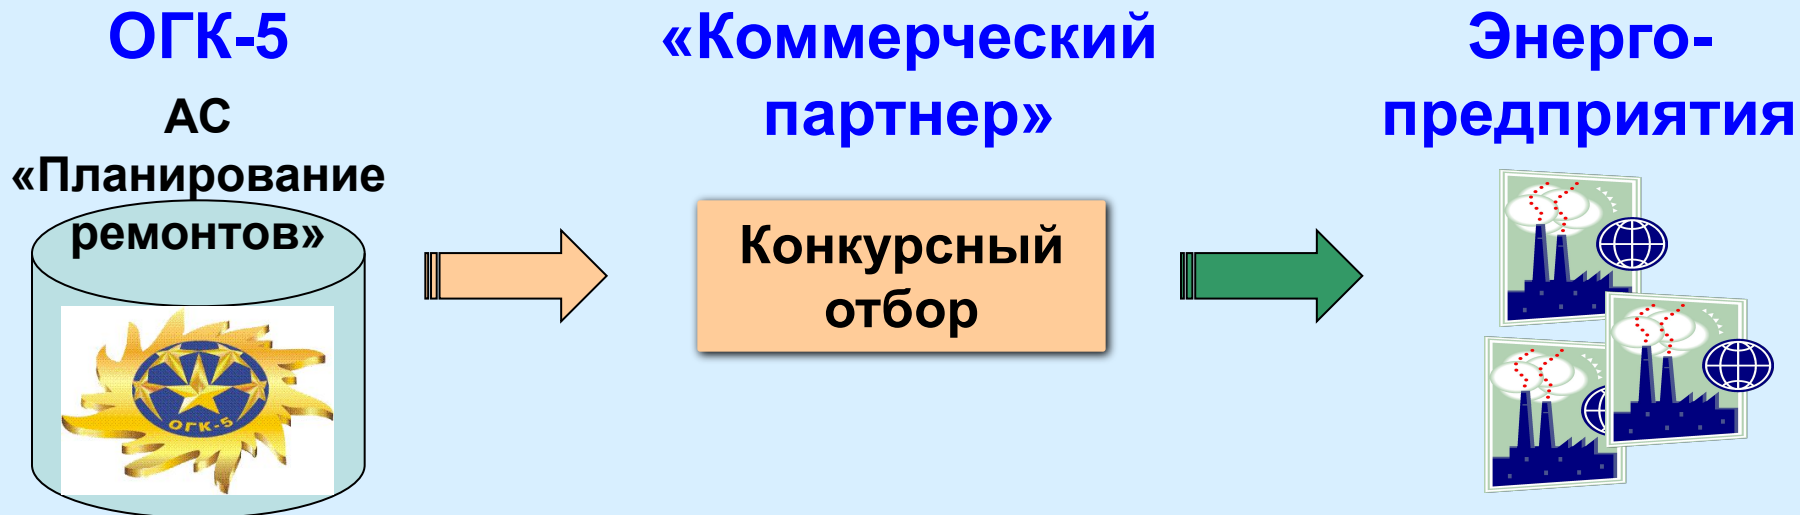 ОГК-5
АС
«Планирование
ремонтов»
ОГК-5
«Коммерческий
партнер»
Конкурсный
отбор
Энерго-
предприятия